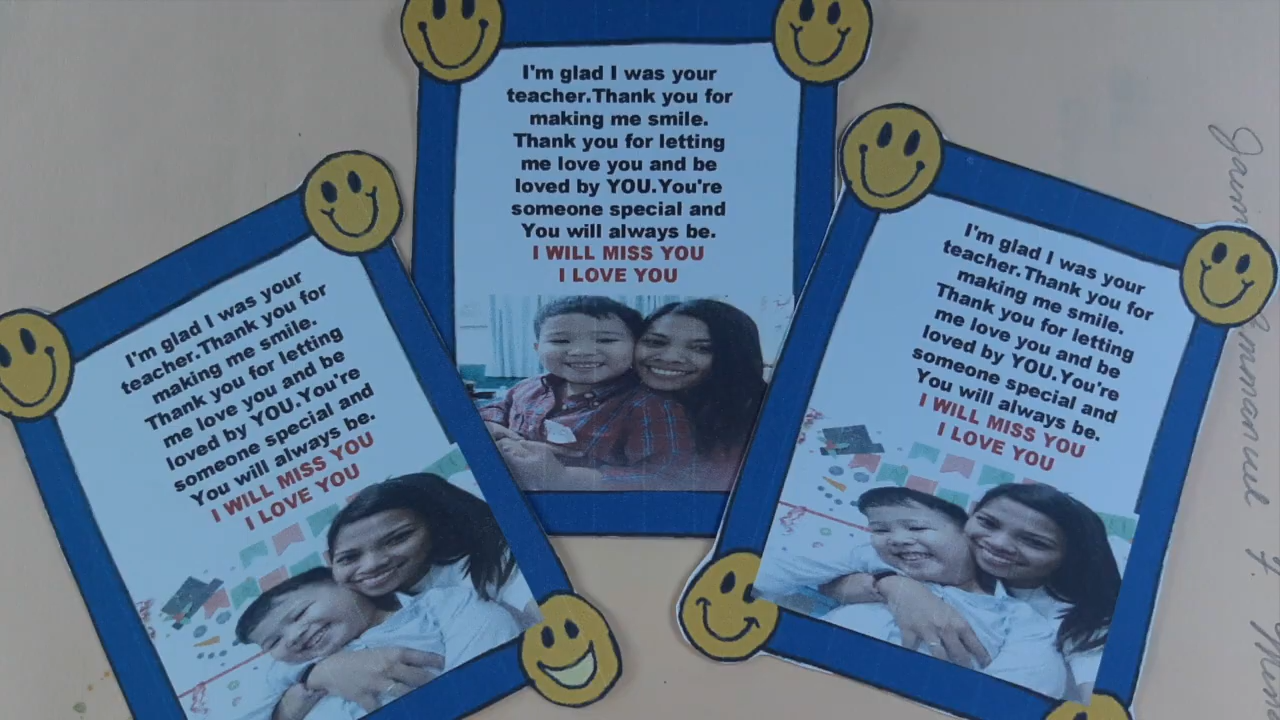 I'm glad I was your
teacher.Thank you for
making me smile.
Thank you for letting
me love you and be
loved by YOU.You're
someone special and
You will always be.
I WILL MISS YOU
I LOVE YOU
I'm glad I was your
teacher.Thank you for
making me smile.
Thank you for letting
me love you and be
loved by YOU.You're
someone special and
You will always be.
I WILL MISS YOU
I LOVE YOU
I'm glad I was your
teacher.Thank you for
making me smile.
Thank you for letting
me love you and be
loved by YOU.You're
someone special and
You will always be.
I WILL MISS YOU
I LOVE YOU